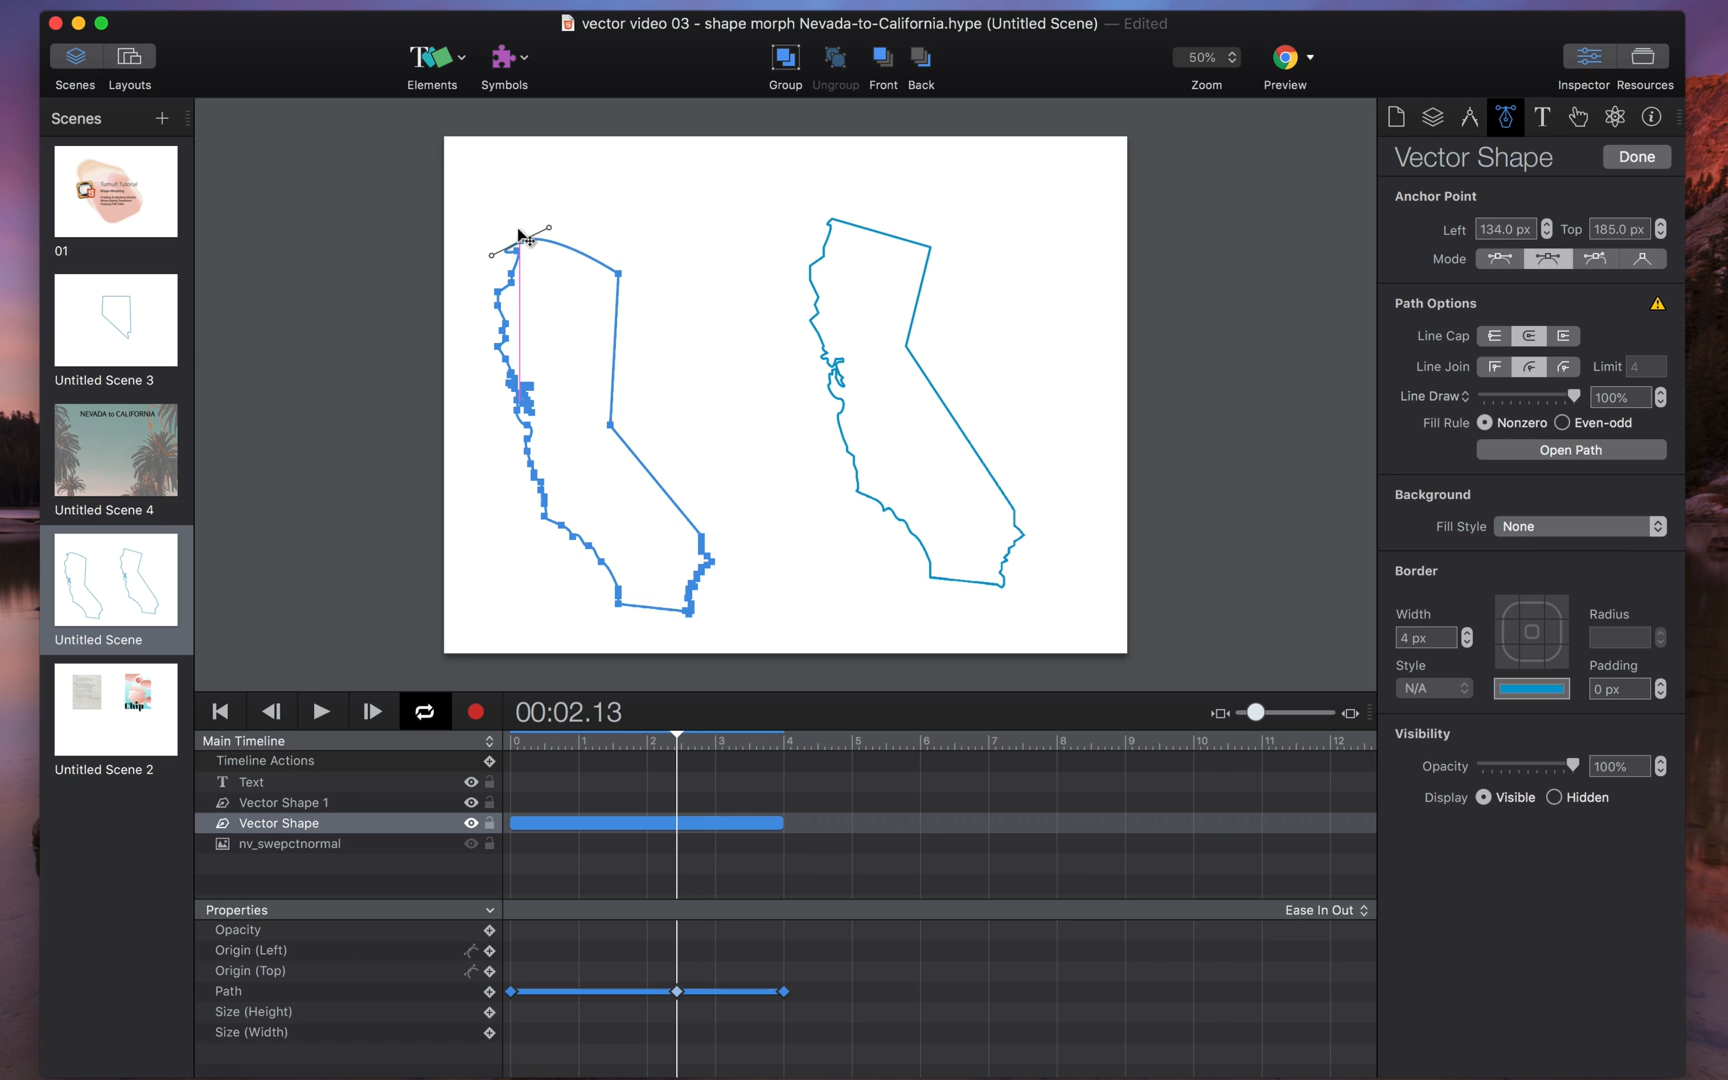 vector video 03 - shape morph Nevada-to-California.hype (Untitled Scene) — Edited
Scenes Layouts
T
Elements Symbols
Group Ungroup Front Back
50%
Zoom Preview
Inspector Resources
Scenes
Tumult Tutorial
01
Untitled Scene 3
NEVADA to CALIFORNIA
Untitled Scene 4
Untitled Scene
Chip
Untitled Scene 2
T
Vector Shape Done
Anchor Point
Left 134.0 px Top 185.0 px
Mode
Path Options
Line Cap
Line Join Limit 4
Line Draw 100%
Fill Rule Nonzero Even-odd
Open Path
Background
Fill Style None
Border
Width Radius
4 px
Style Padding
N/A 0 px
Visibility
Opacity 100%
Display Visible Hidden
00:02.13
Main Timeline 0 1 2 3 4 5 6 7 8 9 10 11 12
Timeline Actions
T Text
Vector Shape 1
Vector Shape
nv_swepctnormal
Properties Ease In Out
Opacity
Origin (Left)
Origin (Top)
Path
Size (Height)
Size (Width)